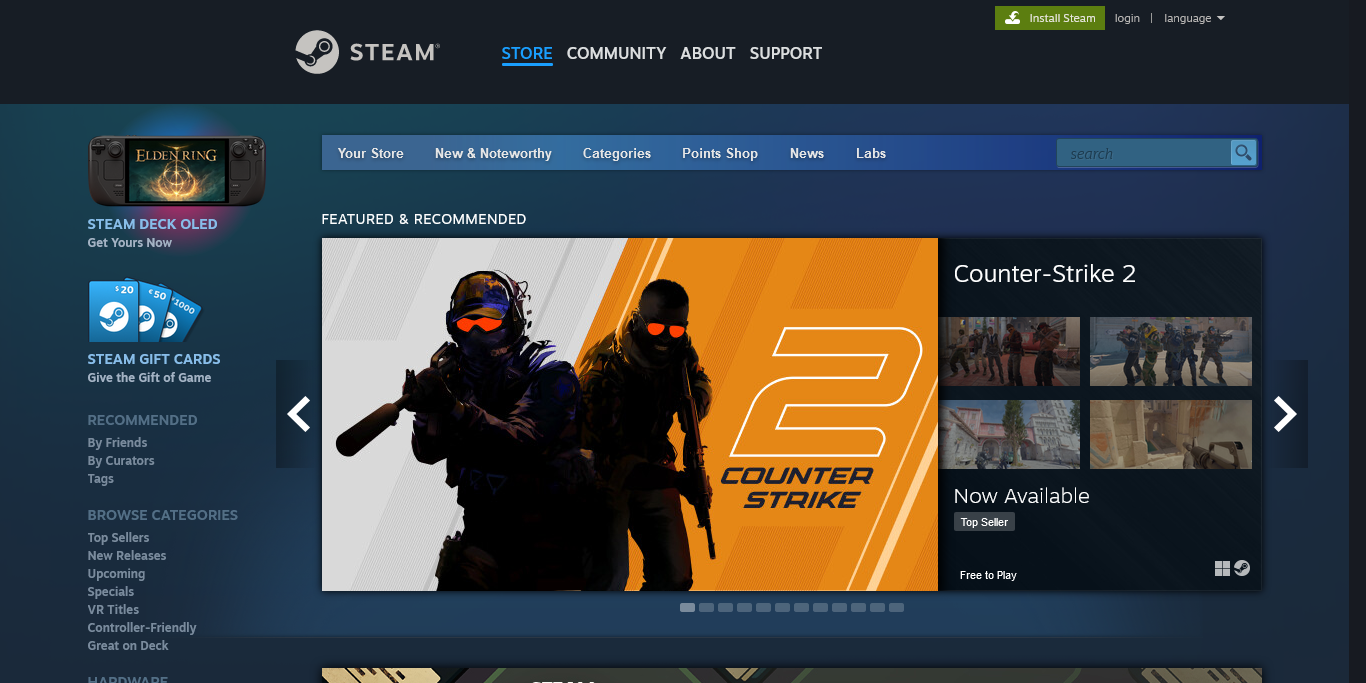 Install Steam
login | language
STEAM®
STORE COMMUNITY ABOUT SUPPORT
Your Store New & Noteworthy Categories Points Shop News Labs
search
ELDEN RING
STEAM DECK OLED
Get Yours Now
$20
€50
1000
STEAM GIFT CARDS
Give the Gift of Game
RECOMMENDED
By Friends
By Curators
Tags
BROWSE CATEGORIES
Top Sellers
New Releases
Upcoming
Specials
VR Titles
Controller-Friendly
Great on Deck
HARDWARE
FEATURED & RECOMMENDED
2
COUNTER
STRIKE
Counter-Strike 2
Now Available
Top Seller
Free to Play
STEAM